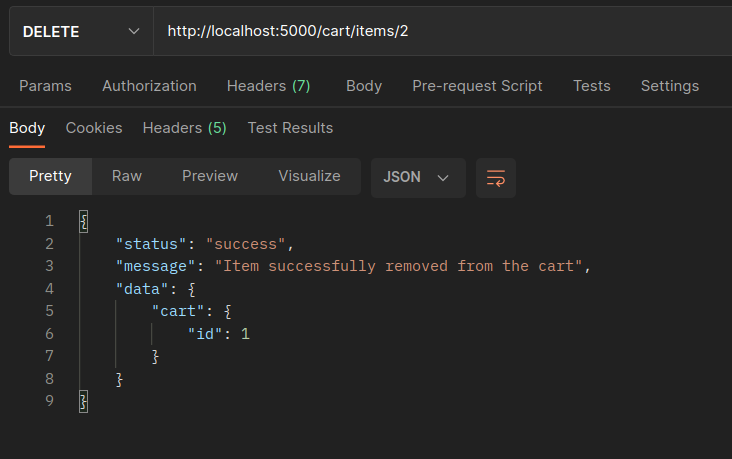 DELETE http://localhost:5000/cart/items/2
Params Authorization Headers (7) Body Pre-request Script Tests Settings
Body Cookies Headers (5) Test Results
Pretty Raw Preview Visualize JSON
1 {
2 "status": "success",
3 "message": "Item successfully removed from the cart",
4 "data": {
5 "cart": {
6 "id": 1
7 }
8 }
9 }